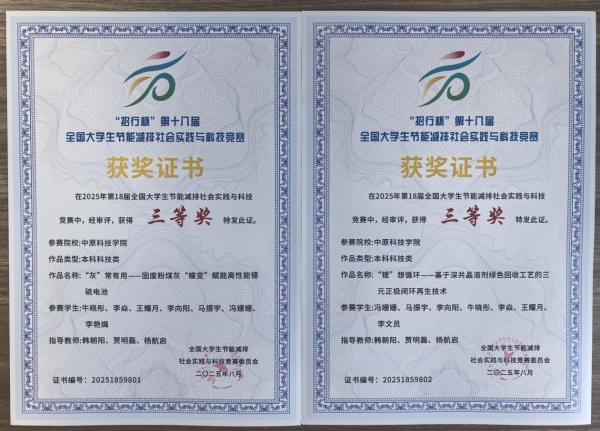 “招行杯”第十八届
全国大学生节能减排社会实践与科技竞赛
获奖证书
在2025年第18届全国大学生节能减排社会实践与科技
竞赛中，经审评，获得 三等奖 特发此证。
参赛院校:中原科技学院
作品类型:本科科技类
作品名称:“灰”常有用——固废粉煤灰“蝶变”赋能高性能锂
硫电池
参赛学生:牛晓彤、李焱、王耀月、李向阳、马振宇、冯姗姗、
李艳嫣
指导教师:韩朝阳、贾明磊、杨航启
全国大学生节能减排
社会实践与科技竞赛委员会
二〇二五年八月
证书编号: 20251859801
“招行杯”第十八届
全国大学生节能减排社会实践与科技竞赛
获奖证书
在2025年第18届全国大学生节能减排社会实践与科技
竞赛中，经审评，获得 三等奖 特发此证。
参赛院校:中原科技学院
作品类型:本科科技类
作品名称:“锂”想循环——基于深共晶溶剂绿色回收工艺的三
元正极闭环再生技术
参赛学生:冯姗姗、马振宇、李向阳、牛晓彤、李焱、王耀月、
李文员
指导教师:韩朝阳、贾明磊、杨航启
全国大学生节能减排
社会实践与科技竞赛委员会
二〇二五年八月
证书编号: 20251859802